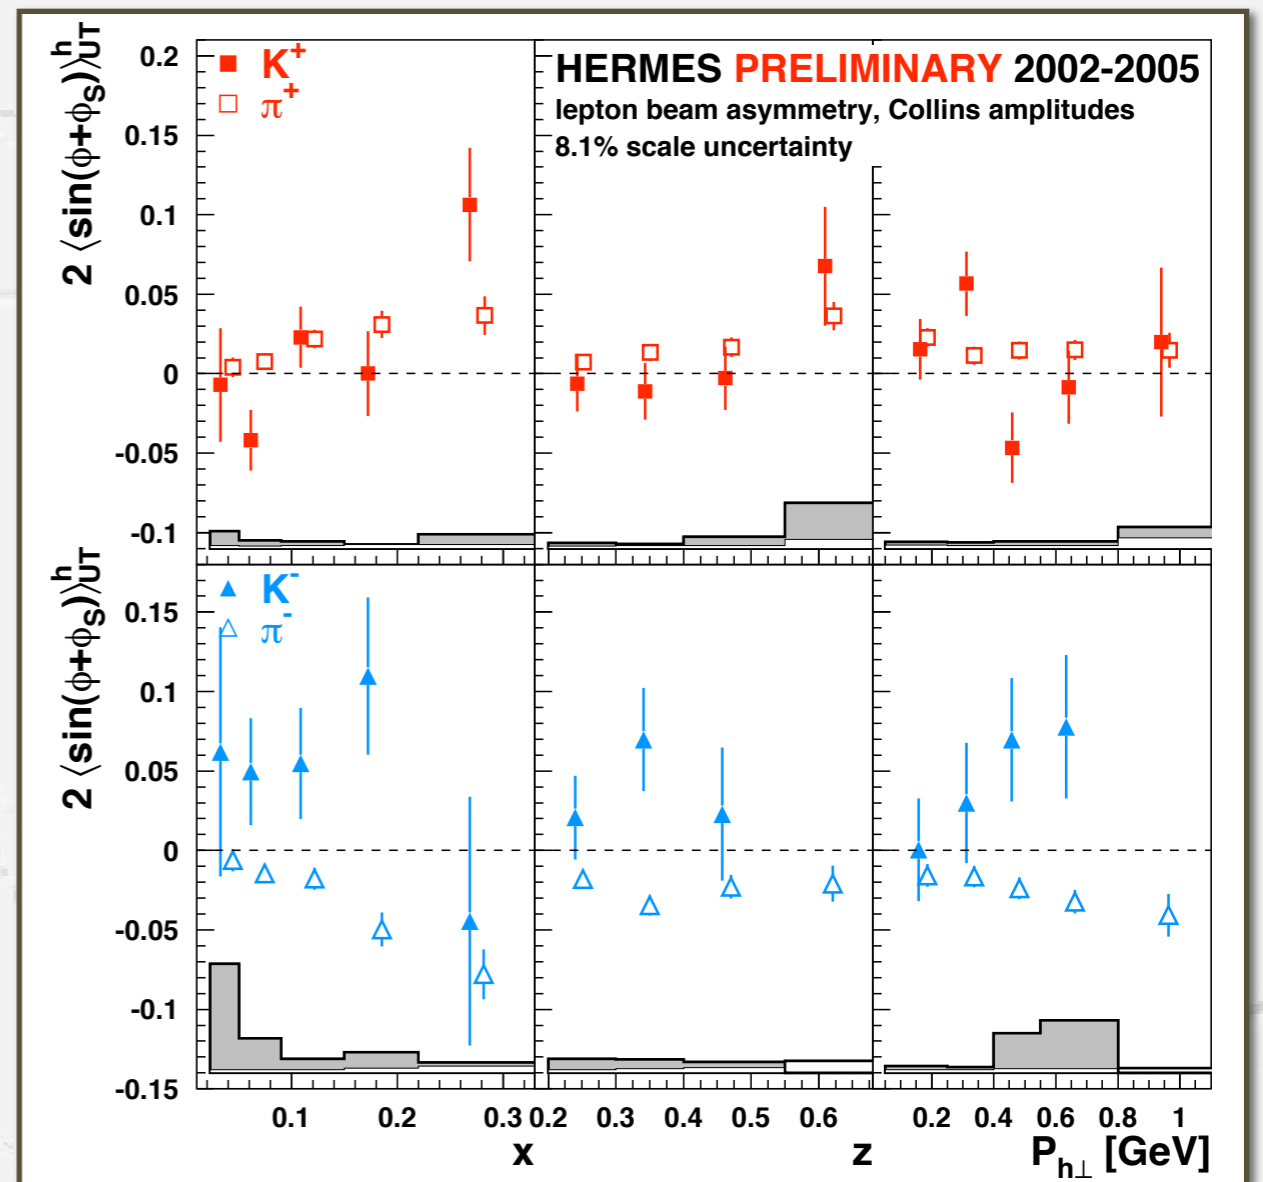 2 ⟨sin(ϕ+ϕS)⟩hUT
0.2
0.15
0.1
0.05
0
-0.05
-0.1
K+
π+
HERMES PRELIMINARY 2002-2005
lepton beam asymmetry, Collins amplitudes
8.1% scale uncertainty
2 ⟨sin(ϕ+ϕS)⟩hUT
0.15
0.1
0.05
0
-0.05
-0.1
-0.15
K-
π-
0.1 0.2 0.3 0.2 0.3 0.4 0.5 0.6 0.2 0.4 0.6 0.8 1
x z Ph⊥ [GeV]